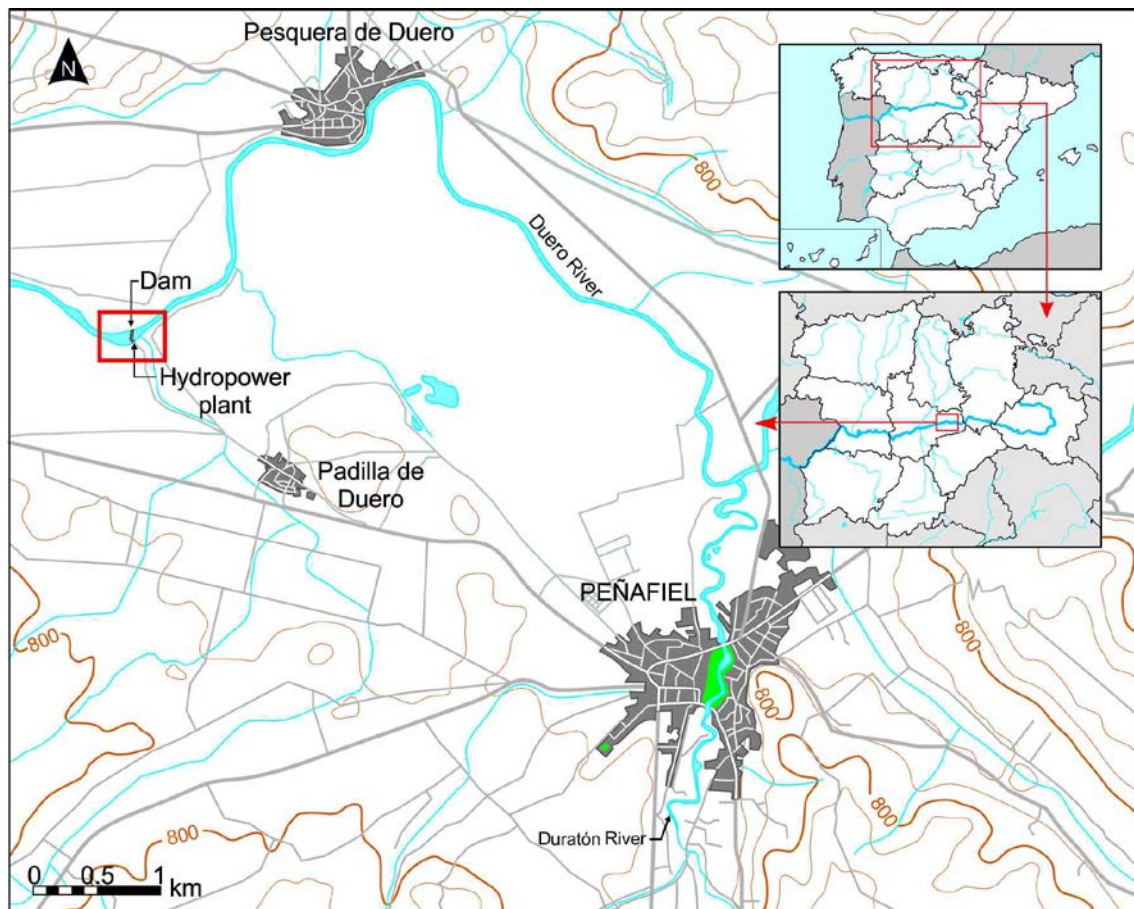 Pesquera de Duero
N
800
Duero River
Dam
Hydropower
plant
Padilla de
Duero
PEÑAFIEL
800
800
800
800
Duratón River
0 0.5 1
km